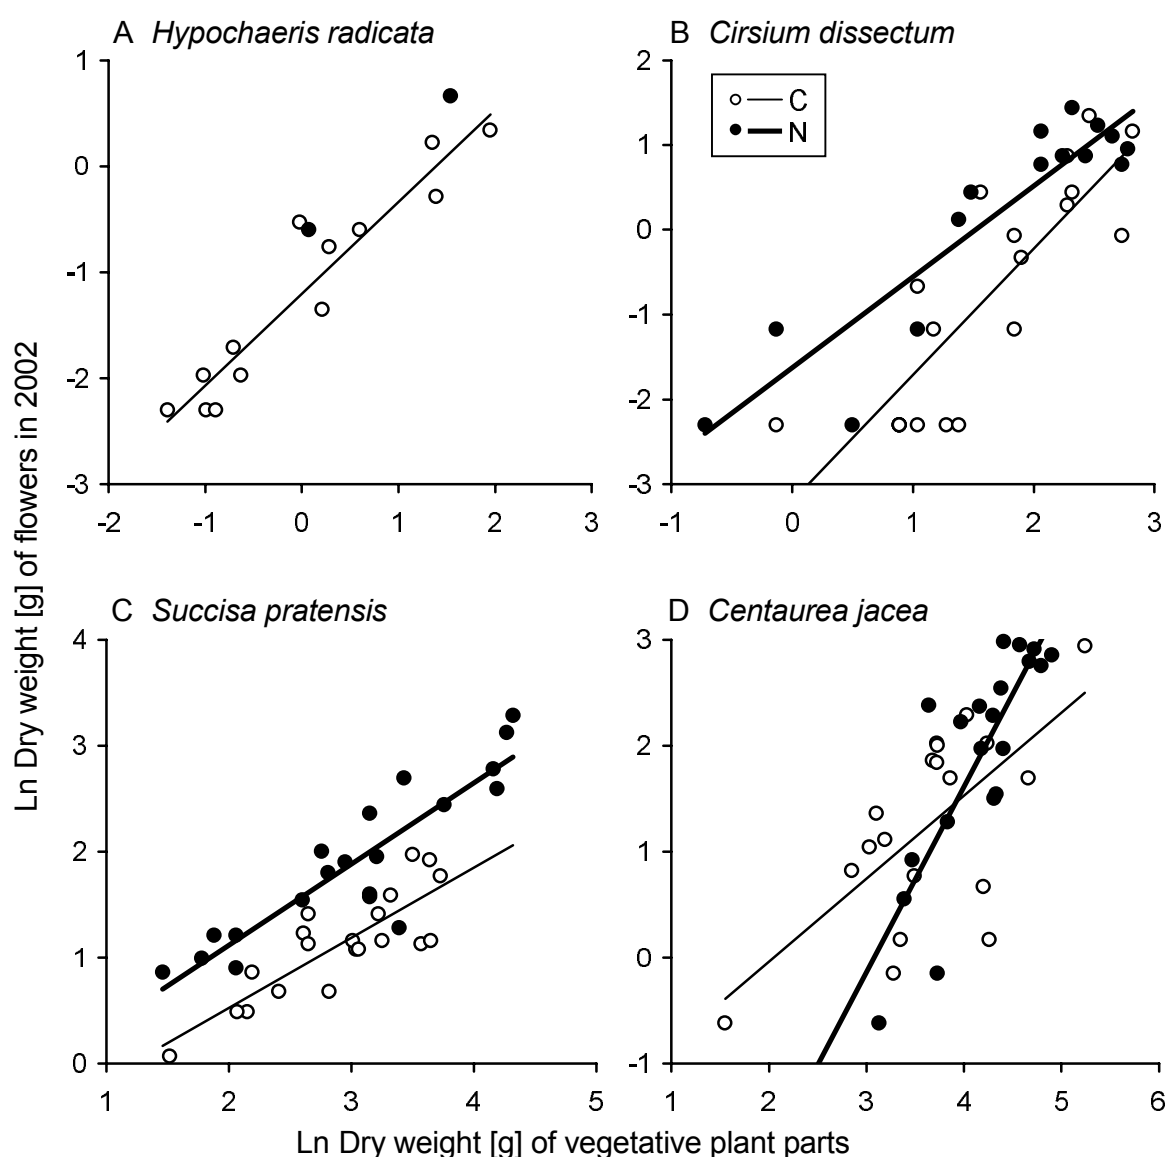 A Hypochaeris radicata
1
0
-1
-2
-3
-2 -1 0 1 2 3
B Cirsium dissectum
C
N
2
1
0
-1
-2
-3
-1 0 1 2 3
C Succisa pratensis
4
3
2
1
0
1 2 3 4 5
D Centaurea jacea
3
2
1
0
-1
1 2 3 4 5 6
Ln Dry weight [g] of flowers in 2002
Ln Dry weight [g] of vegetative plant parts